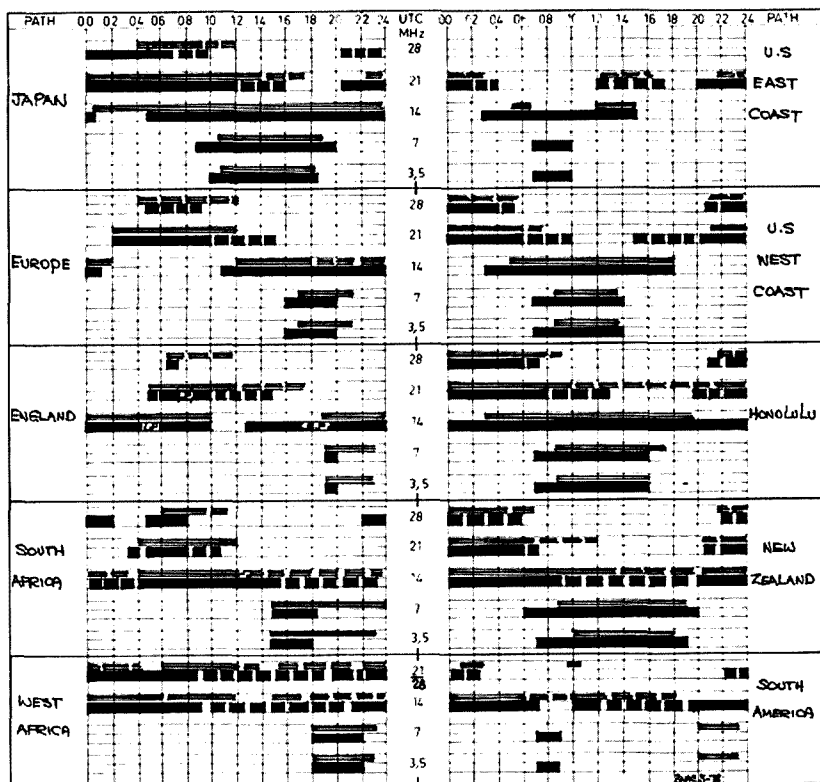 PATH 00 02 04 06 08 10 12 14 16 18 20 22 24 UTC 00 02 04 06 08 10 12 14 16 18 20 22 24 PATH
MHz
JAPAN 28 U.S
21 EAST
14 COAST
7
3,5
EUROPE 28 U.S
21 WEST
14 COAST
7
3,5
ENGLAND 28 HONOLULU
21
14
7
3,5
SOUTH AFRICA 28 NEW
21 ZEALAND
14
7
3,5
WEST AFRICA 21 SOUTH
28 AMERICA
14
7
3,5